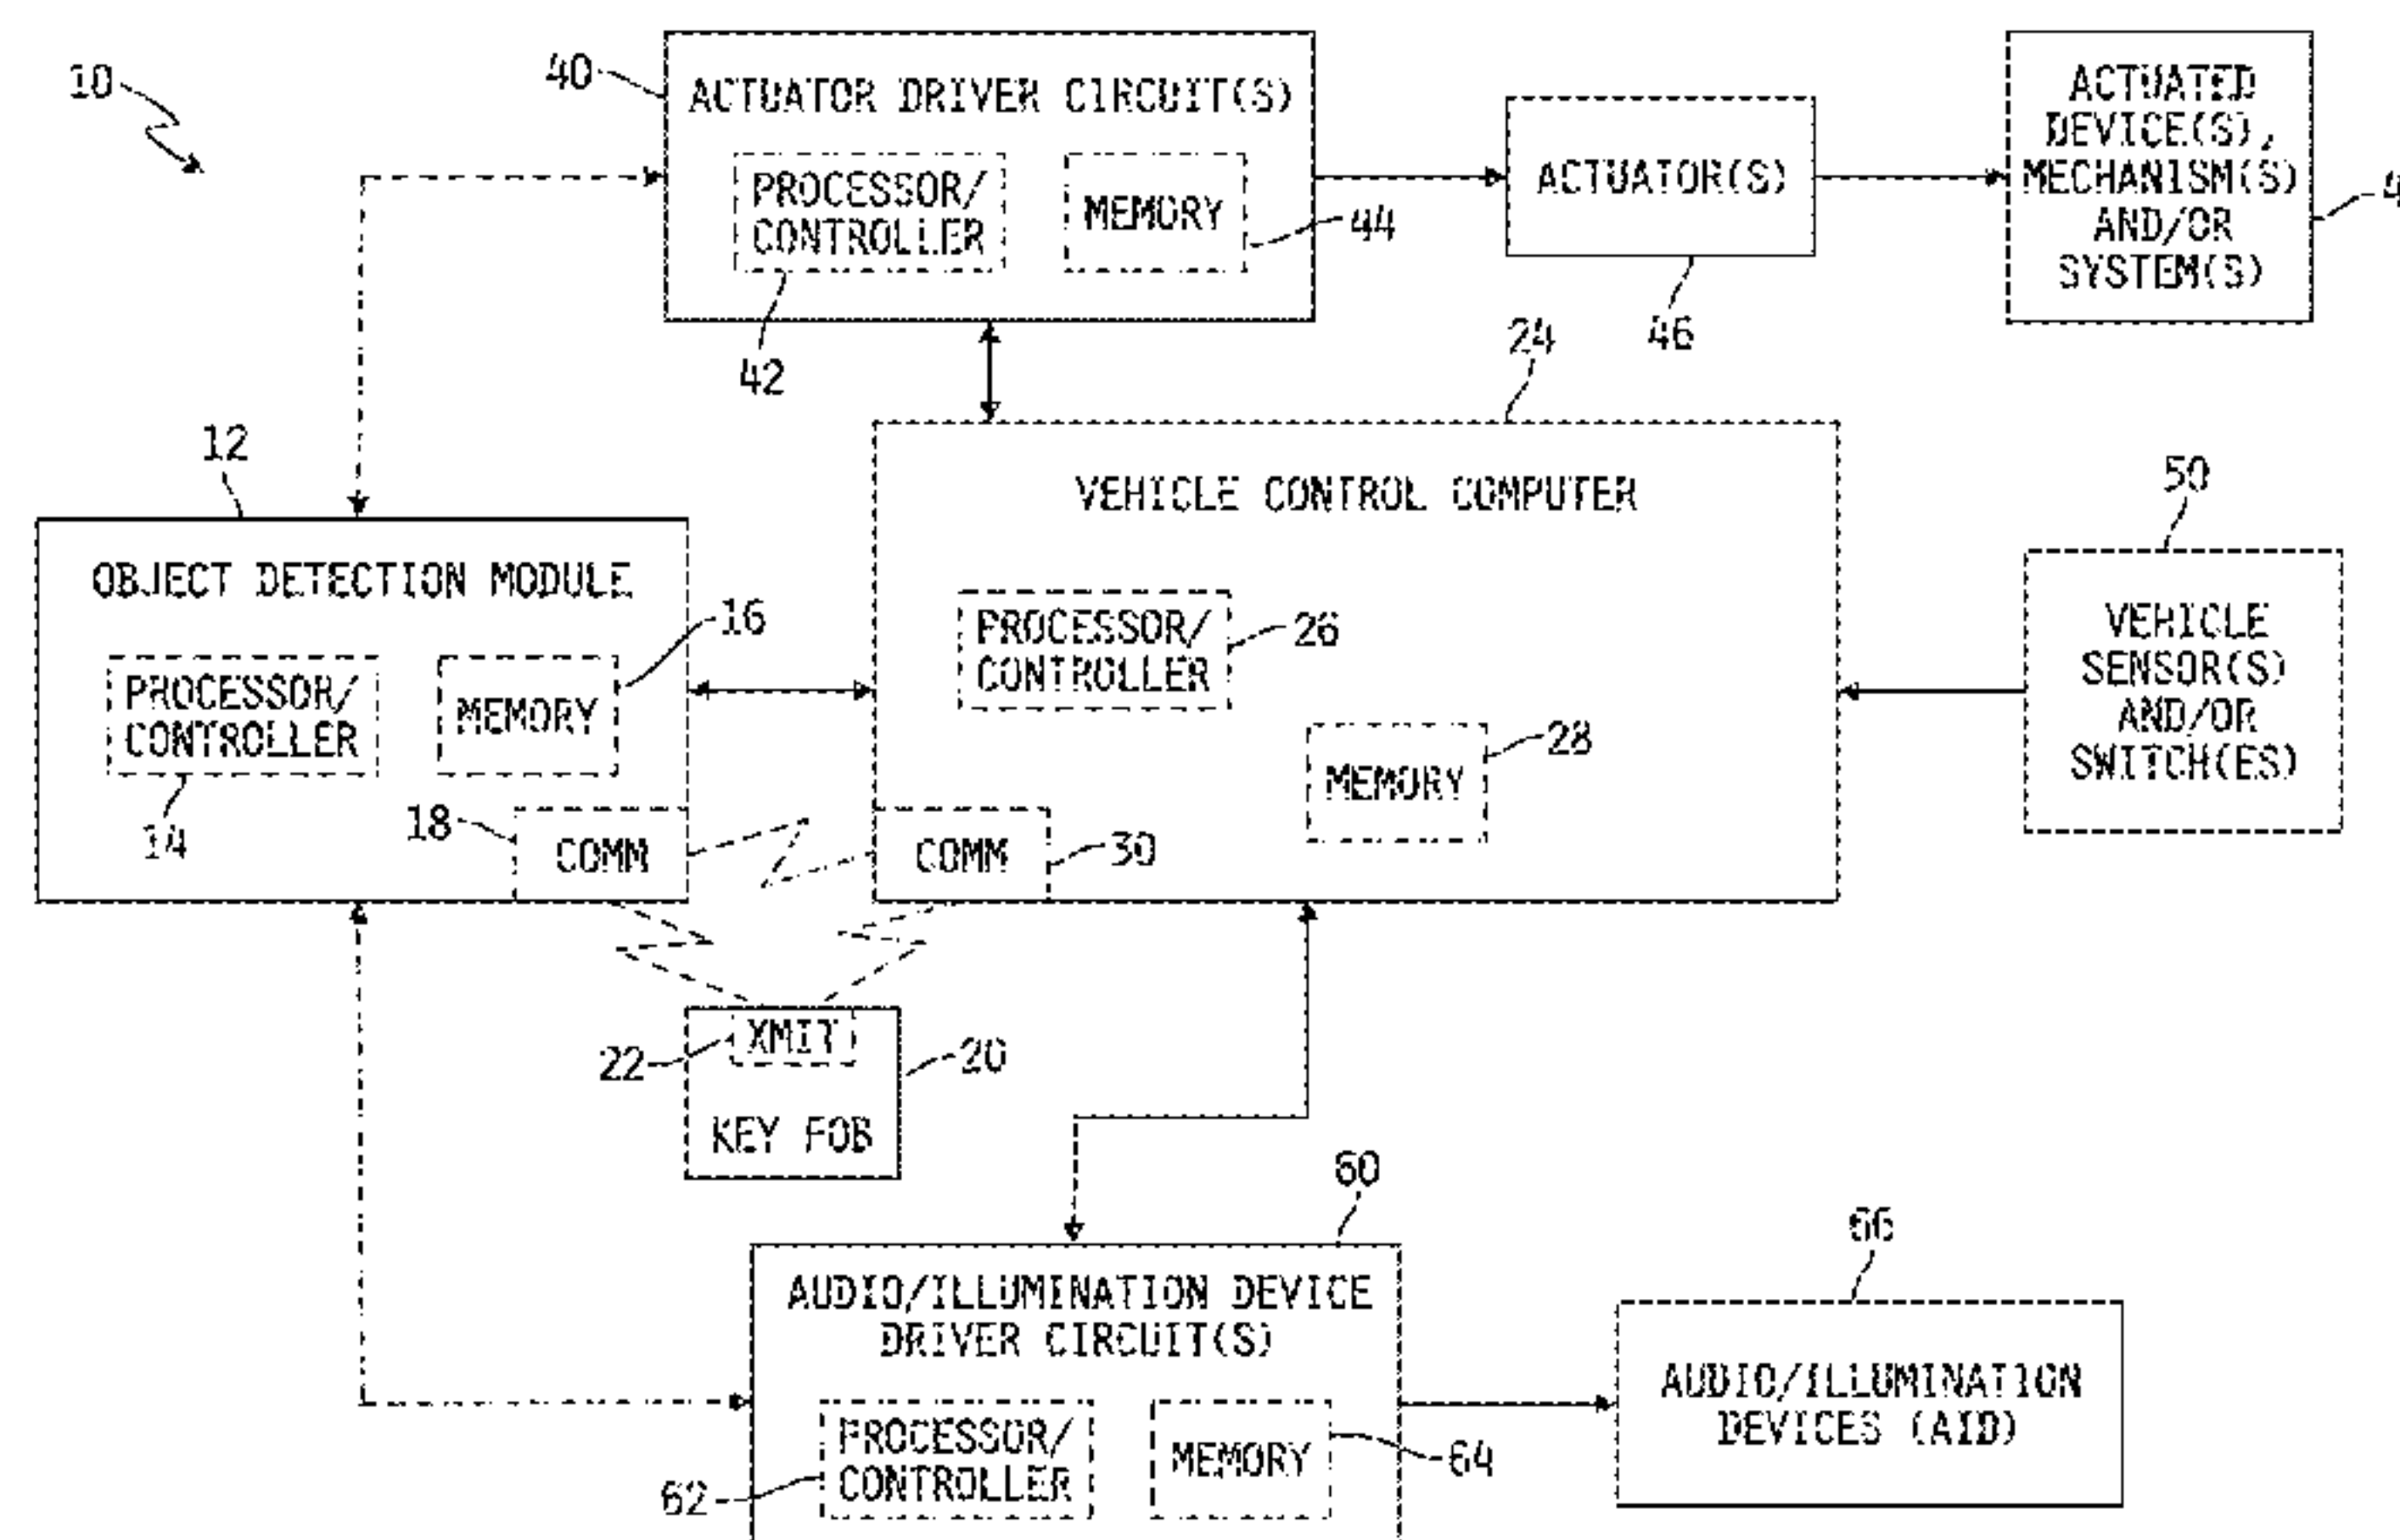 10
40
ACTUATOR DRIVER CIRCUIT(S)
PROCESSOR/
CONTROLLER
MEMORY
44
42
ACTUATOR(S)
46
ACTUATED
DEVICE(S),
MECHANISM(S)
AND/OR
SYSTEM(S)
24
12
OBJECT DETECTION MODULE
16
PROCESSOR/
CONTROLLER
MEMORY
14
18
COMM
VEHICLE CONTROL COMPUTER
PROCESSOR/
CONTROLLER
26
MEMORY
28
COMM
30
50
VEHICLE
SENSOR(S)
AND/OR
SWITCH(ES)
XMIT
22
20
KEY FOB
60
AUDIO/ILLUMINATION DEVICE
DRIVER CIRCUIT(S)
PROCESSOR/
CONTROLLER
62
MEMORY
64
66
AUDIO/ILLUMINATION
DEVICES (AID)